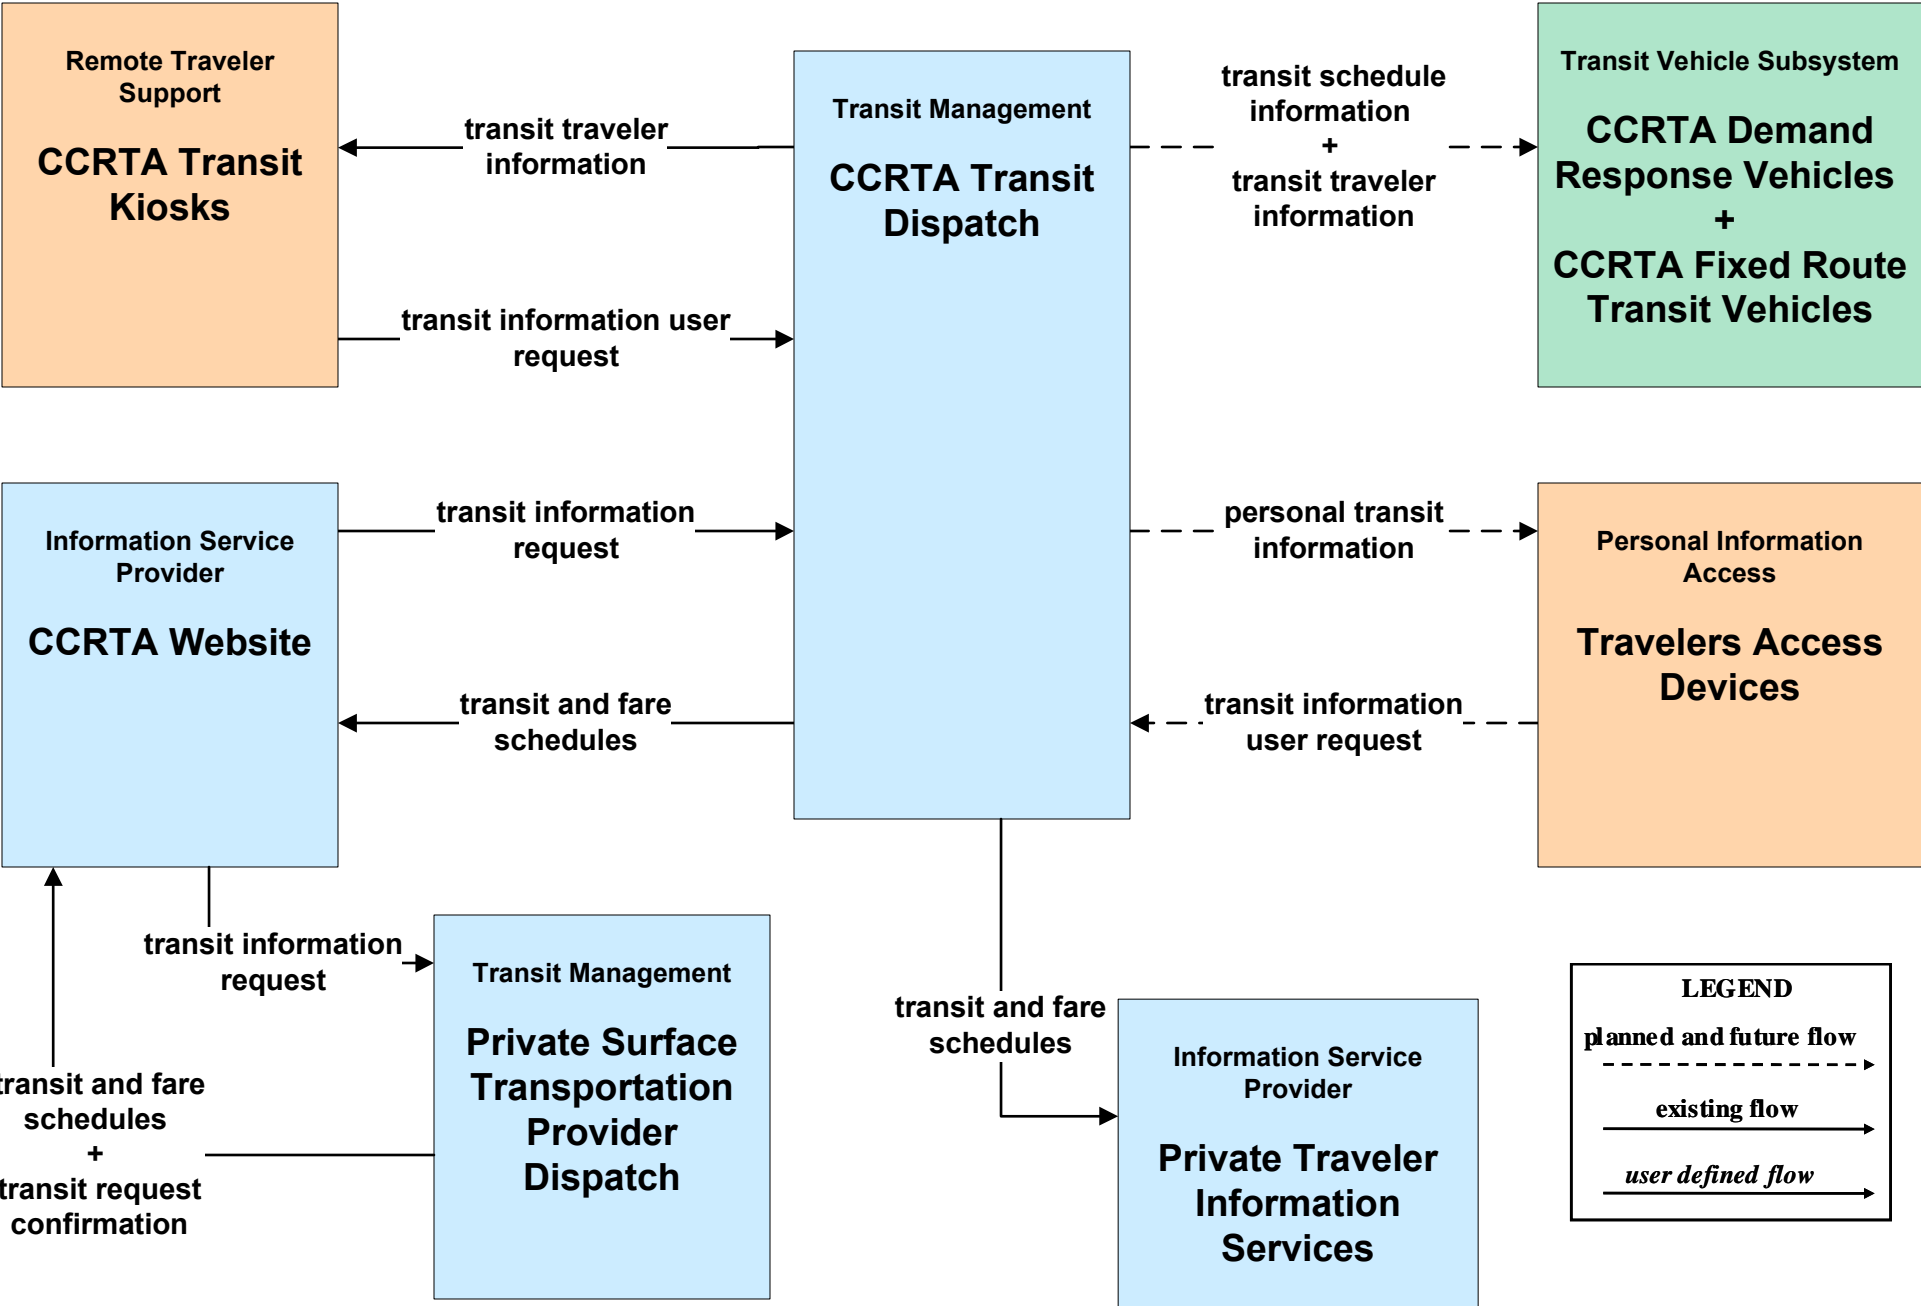 Remote Traveler
Support
CCRTA Transit
Kiosks
transit traveler
information
transit information user
request
Transit Management
CCRTA Transit
Dispatch
transit schedule
information
+
transit traveler
information
Transit Vehicle Subsystem
CCRTA Demand
Response Vehicles
+
CCRTA Fixed Route
Transit Vehicles
Information Service
Provider
CCRTA Website
transit information
request
transit and fare
schedules
personal transit
information
transit information
user request
Personal Information
Access
Travelers Access
Devices
transit information
request
transit and fare
schedules
+
transit request
confirmation
Transit Management
Private Surface
Transportation
Provider
Dispatch
transit and fare
schedules
Information Service
Provider
Private Traveler
Information
Services
LEGEND
planned and future flow
existing flow
user defined flow